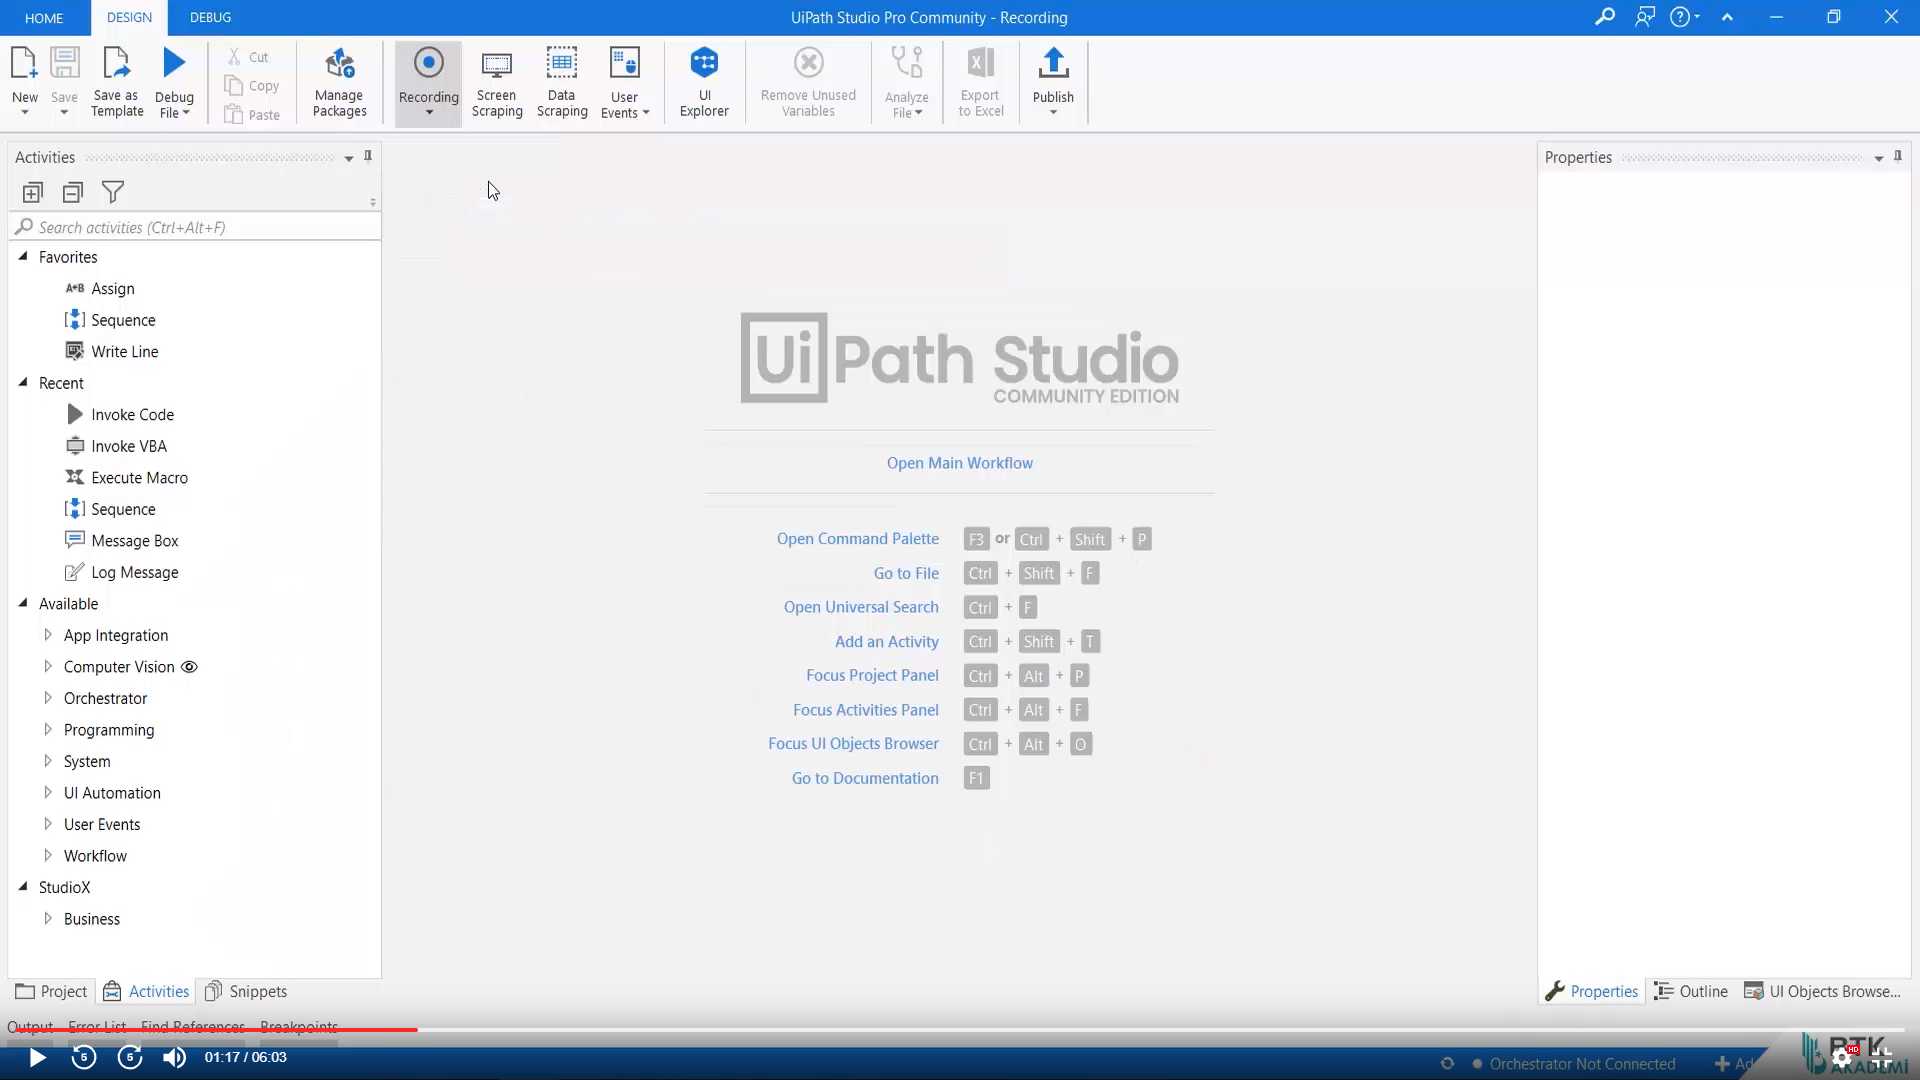 HOME DESIGN DEBUG UiPath Studio Pro Community - Recording
New Save Save as Template Debug File Cut Copy Paste Manage Packages Recording Screen Scraping Data Scraping User Events UI Explorer Remove Unused Variables Analyze File Export to Excel Publish
Activities
Search activities (Ctrl+Alt+F)
Favorites
Assign
Sequence
Write Line
Recent
Invoke Code
Invoke VBA
Execute Macro
Sequence
Message Box
Log Message
Available
App Integration
Computer Vision
Orchestrator
Programming
System
UI Automation
User Events
Workflow
StudioX
Business
Project Activities Snippets
UiPath Studio
COMMUNITY EDITION
Open Main Workflow
Open Command Palette F3 or Ctrl + Shift + P
Go to File Ctrl + Shift + F
Open Universal Search Ctrl + F
Add an Activity Ctrl + Shift + T
Focus Project Panel Ctrl + Alt + P
Focus Activities Panel Ctrl + Alt + F
Focus UI Objects Browser Ctrl + Alt + O
Go to Documentation F1
Properties
Properties Outline UI Objects Browse...
Output Error List Find References Breakpoints
5 5 01:17 / 06:03
Orchestrator Not Connected
HD
BTK
AKADEMİ